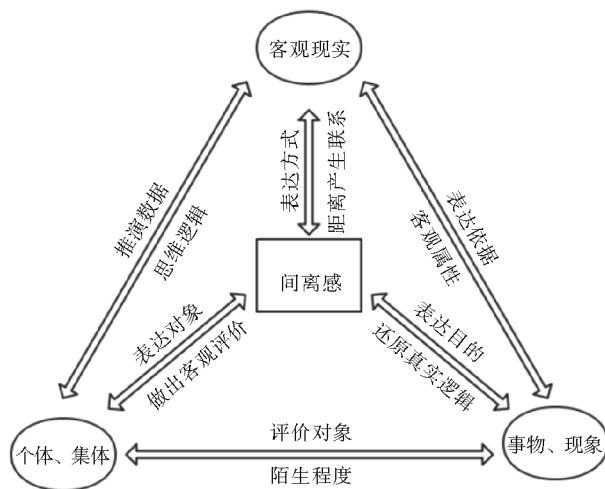 客观现实
表达方式
距离产生联系
推演数据
思维逻辑
表达依据
客观属性
间离感
表达对象
做出客观评价
表达目的
还原真实逻辑
个体、集体
评价对象
陌生程度
事物、现象